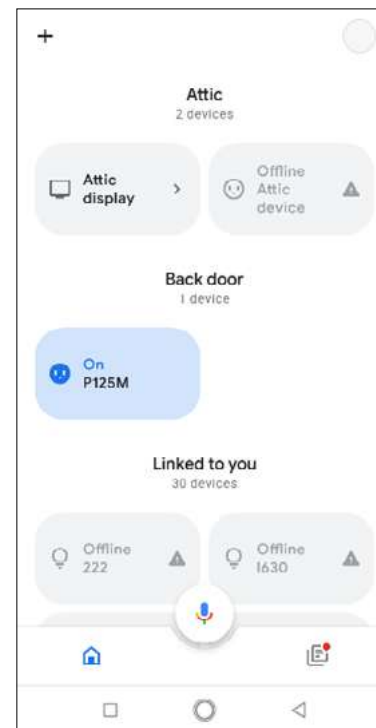 Attic
2 devices
Attic
display
Offline
Attic
device
Back door
1 device
On
P125M
Linked to you
30 devices
Offline
222
Offline
1630